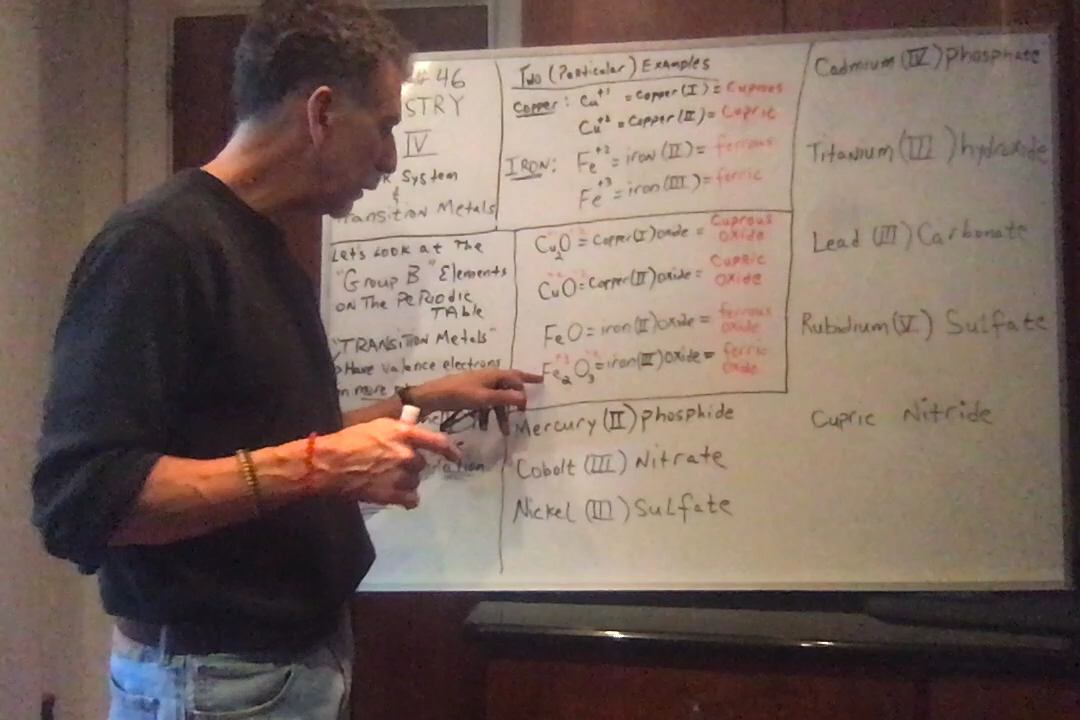 # 46
STRY
IV
System
&
Transition Metals
Let's Look at The
"Group B" Elements
on The Periodic
TAble
"TRANSITION Metals"
Have valance electrons
in more
Two (Particular) Examples
Copper: Cu+1 = Copper (I) = Cuprous
Cu+2 = Copper (II) = Cupric
IRON: Fe+2 = iron (II) = ferrous
Fe+3 = iron (III) = ferric
Cu2O = Copper (I) oxide = Cuprous oxide
CuO = Copper (II) oxide = Cupric oxide
FeO = iron (II) oxide = ferrous oxide
Fe2O3 = iron (III) oxide = ferric oxide
Mercury (II) phosphide
Cobolt (III) Nitrate
Nickel (III) Sulfate
Cadmium (IV) phosphate
Titanium (III) hydroxide
Lead (III) Carbonate
Rubidium (V) Sulfate
Cupric Nitride